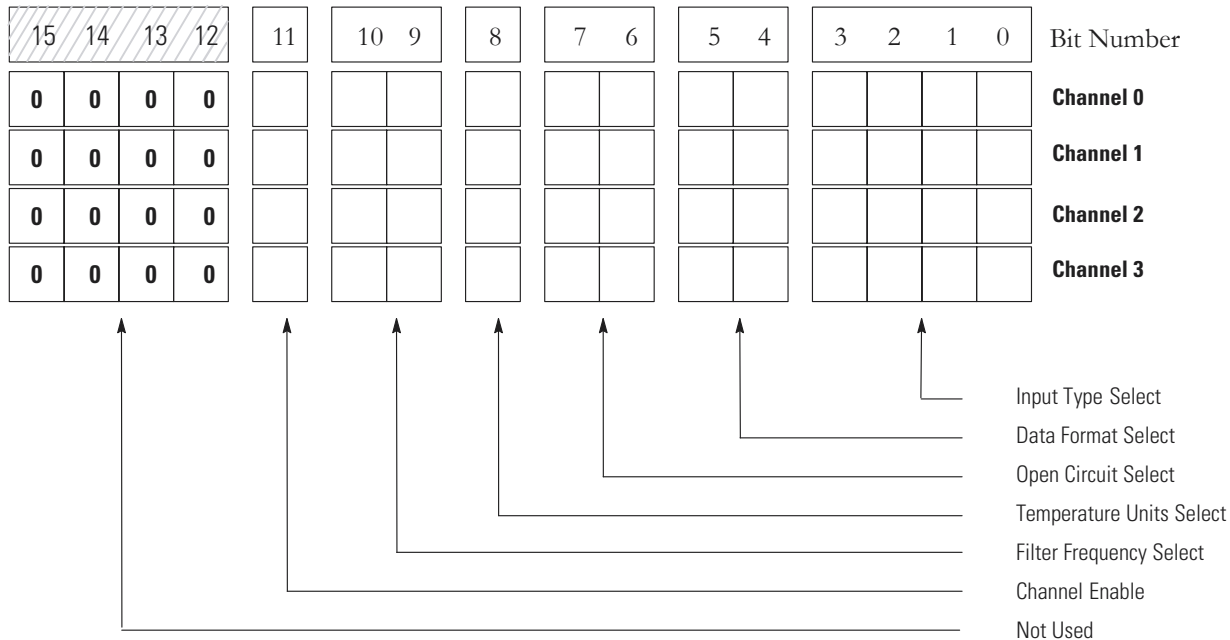 15 14 13 12 11 10 9 8 7 6 5 4 3 2 1 0 Bit Number
0 0 0 0 Channel 0
0 0 0 0 Channel 1
0 0 0 0 Channel 2
0 0 0 0 Channel 3
Input Type Select
Data Format Select
Open Circuit Select
Temperature Units Select
Filter Frequency Select
Channel Enable
Not Used